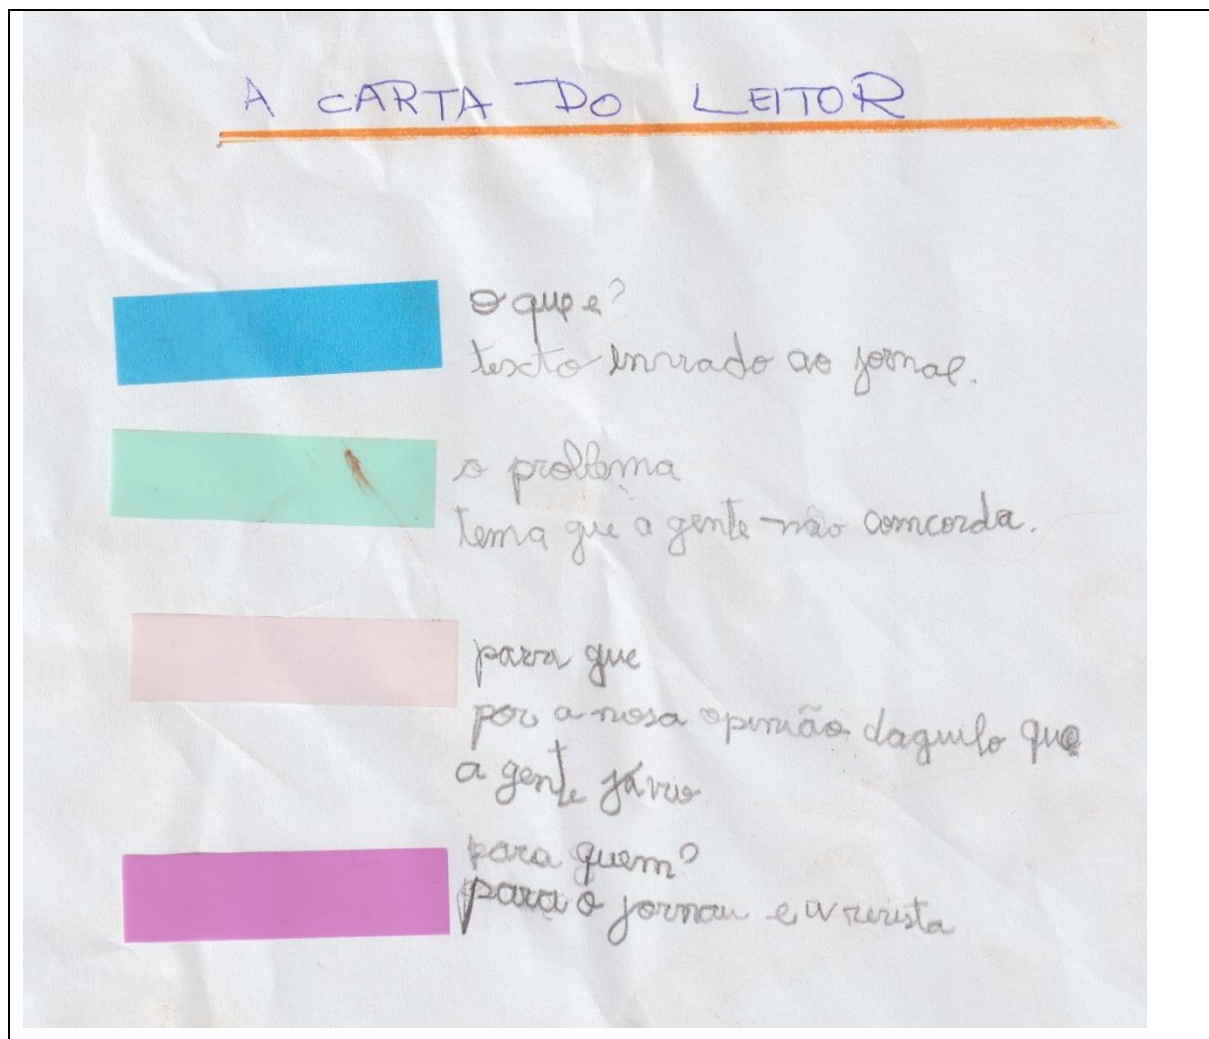 A CARTA DO LEITOR
o que e?
texto enviado ao jornal.
o problema
tema que a gente não comcorda.
para que
por a nosa opinião daquilo que
a gente já viu
para quem?
para o jornau e a revista